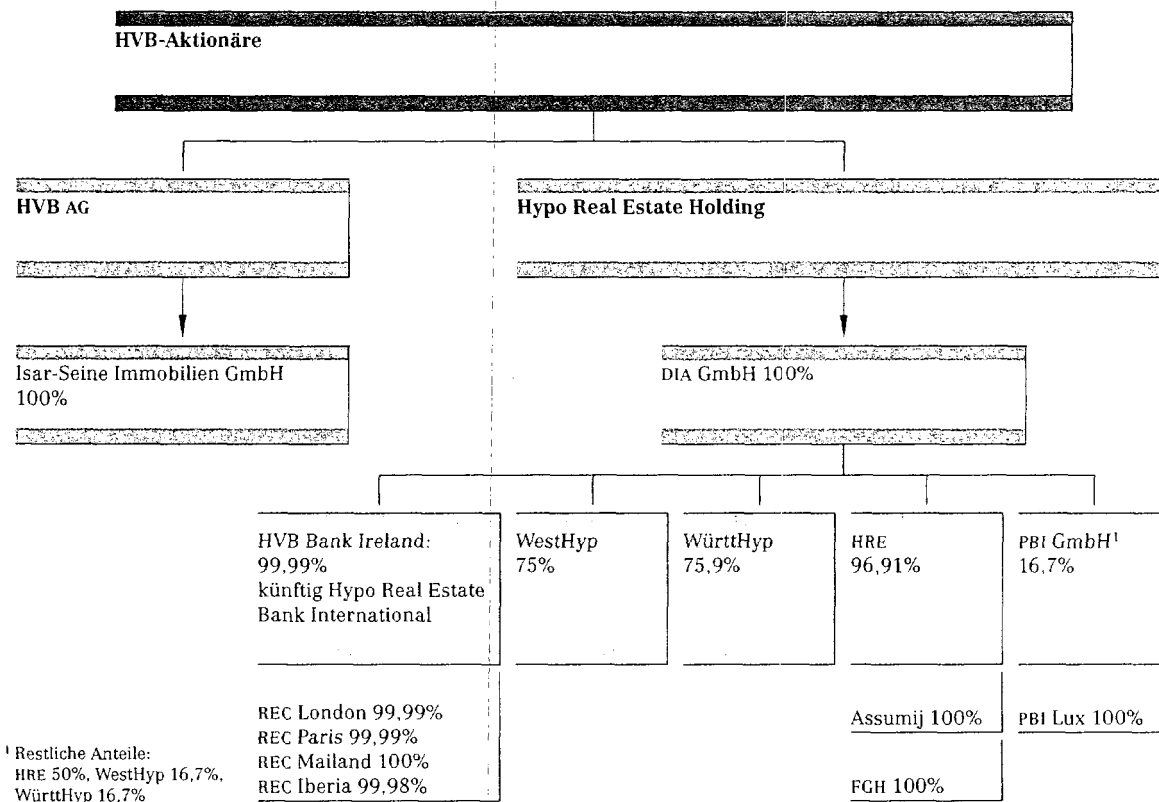 HVB-Aktionäre
HVB AG
Hypo Real Estate Holding
Isar-Seine Immobilien GmbH
100%
DIA GmbH 100%
HVB Bank Ireland:
99,99%
künftig Hypo Real Estate
Bank International
WestHyp
75%
WürttHyp
75,9%
HRE
96,91%
PBI GmbH¹
16,7%
REC London 99,99%
REC Paris 99,99%
REC Mailand 100%
REC Iberia 99,98%
Assumij 100%
FGH 100%
PBI Lux 100%
¹ Restliche Anteile:
HRE 50%, WestHyp 16,7%,
WürttHyp 16,7%